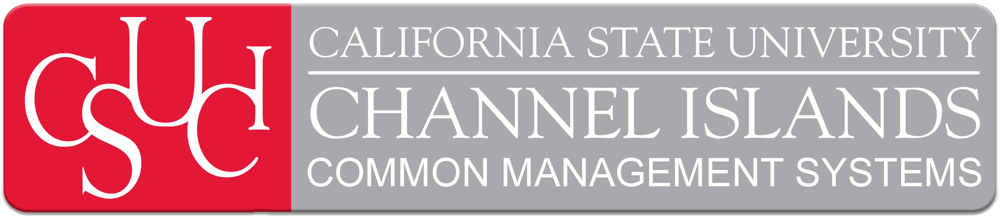 CSUCI
CALIFORNIA STATE UNIVERSITY
CHANNEL ISLANDS
COMMON MANAGEMENT SYSTEMS